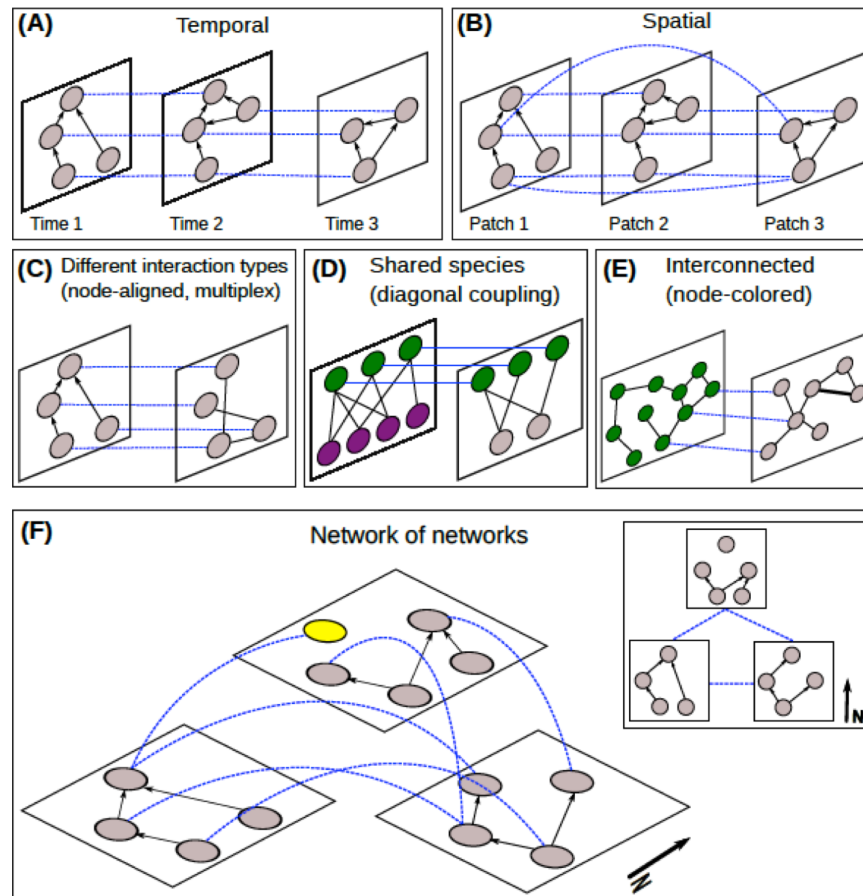 (A)
Temporal
Time 1
Time 2
Time 3
(B)
Spatial
Patch 1
Patch 2
Patch 3
(C)
Different interaction types
(node-aligned, multiplex)
(D)
Shared species
(diagonal coupling)
(E)
Interconnected
(node-colored)
(F)
Network of networks
N
N